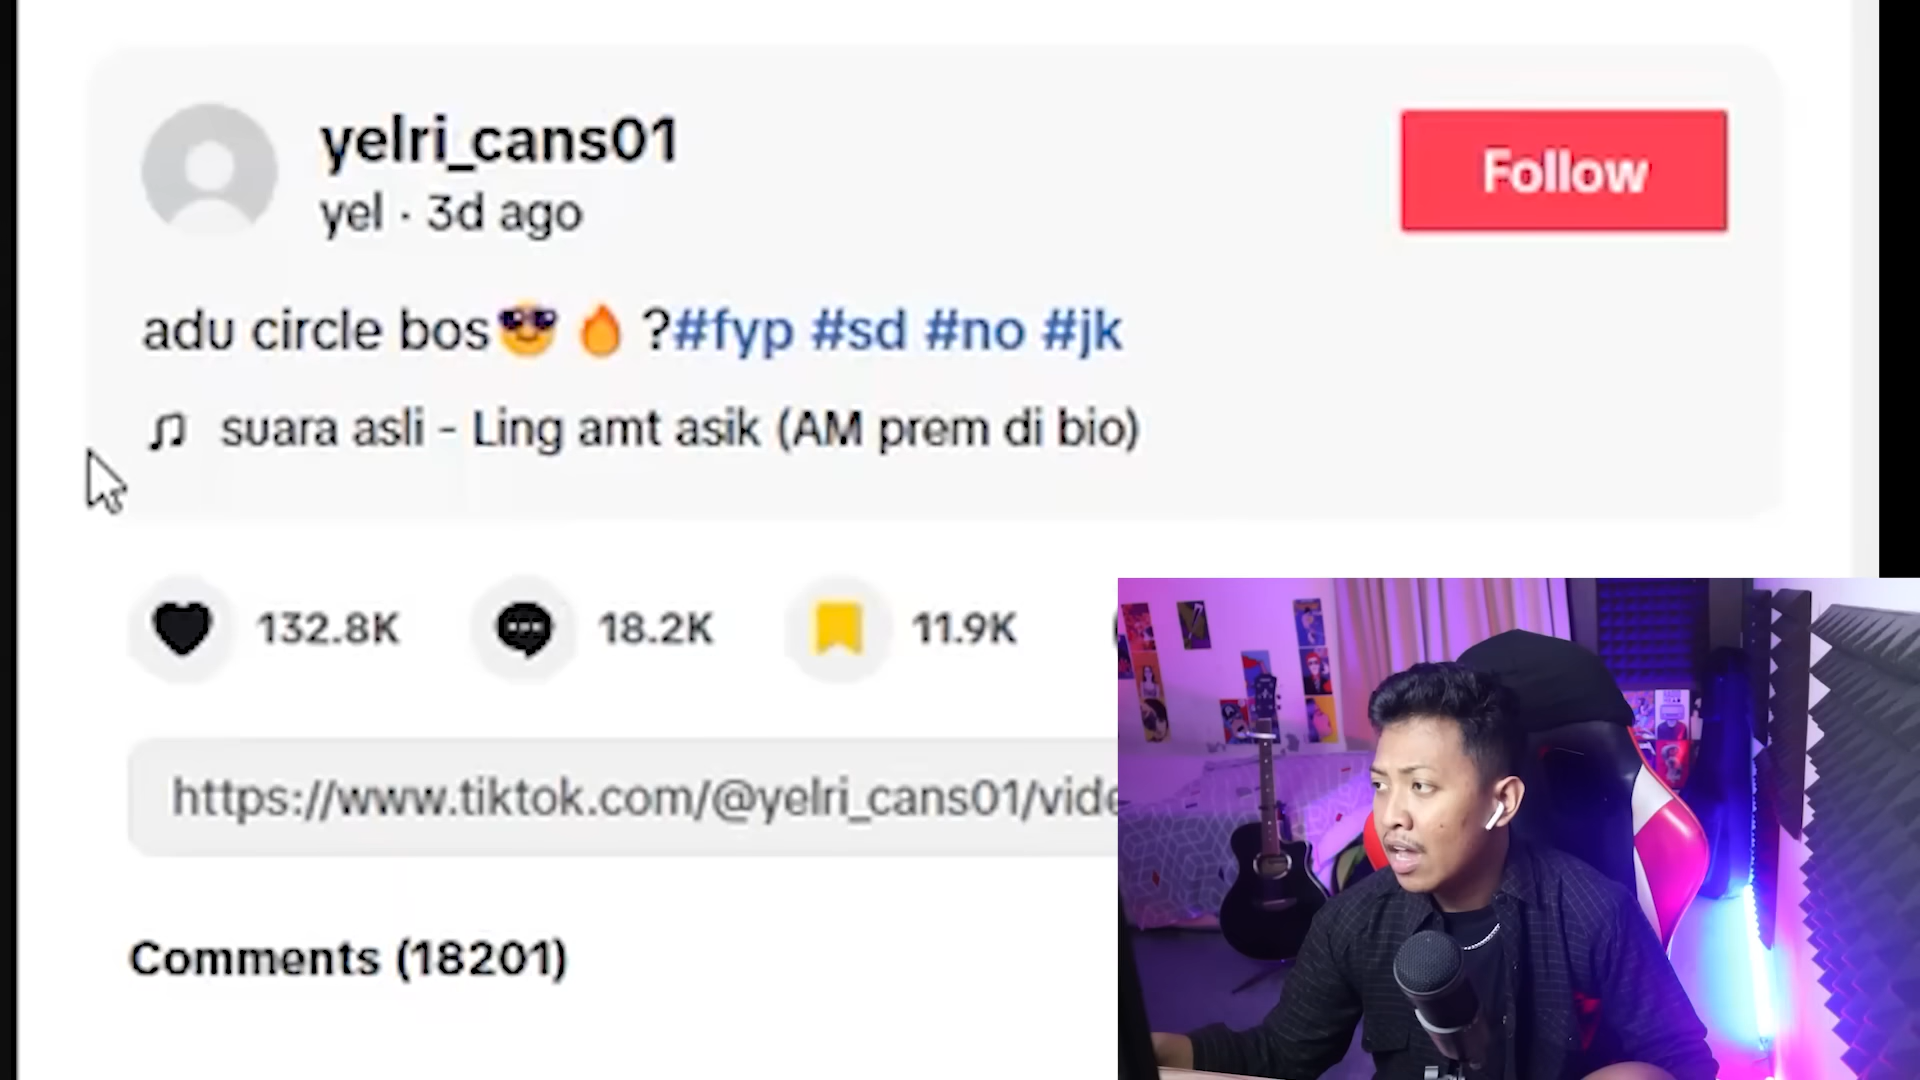 yelri_cans01
yel · 3d ago
Follow
adu circle bos😎 🔥 ?#fyp #sd #no #jk
suara asli - Ling amt asik (AM prem di bio)
132.8K
18.2K
11.9K
https://www.tiktok.com/@yelri_cans01/vide
Comments (18201)